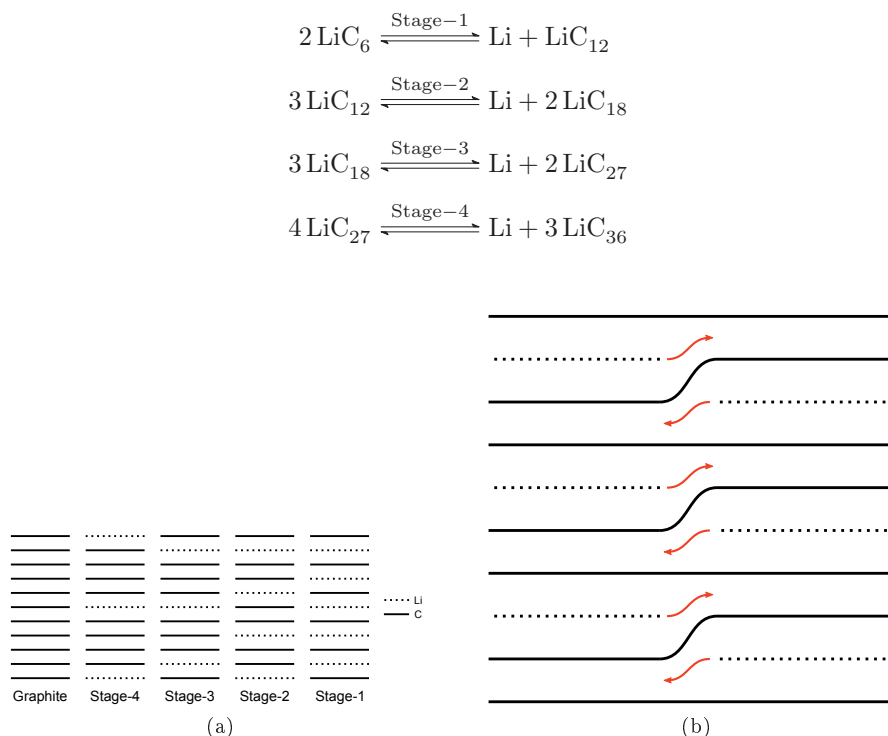 2 LiC₆ ⇌ Stage−1 Li + LiC₁₂
3 LiC₁₂ ⇌ Stage−2 Li + 2 LiC₁₈
3 LiC₁₈ ⇌ Stage−3 Li + 2 LiC₂₇
4 LiC₂₇ ⇌ Stage−4 Li + 3 LiC₃₆
Li
C
Graphite Stage-4 Stage-3 Stage-2 Stage-1
(a) (b)